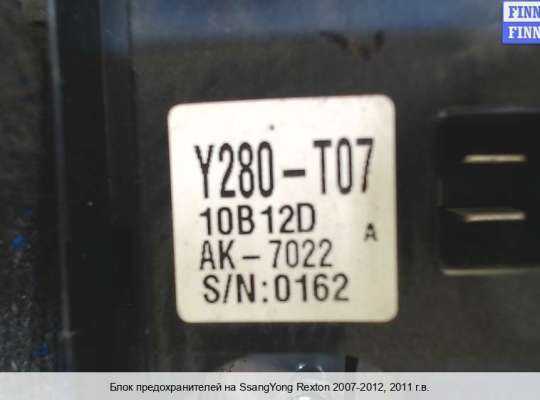 FINN
FINN
Y280-T07
10B12D
A
AK-7022
S/N:0162
Блок предохранителей на SsangYong Rexton 2007-2012, 2011 г.в.